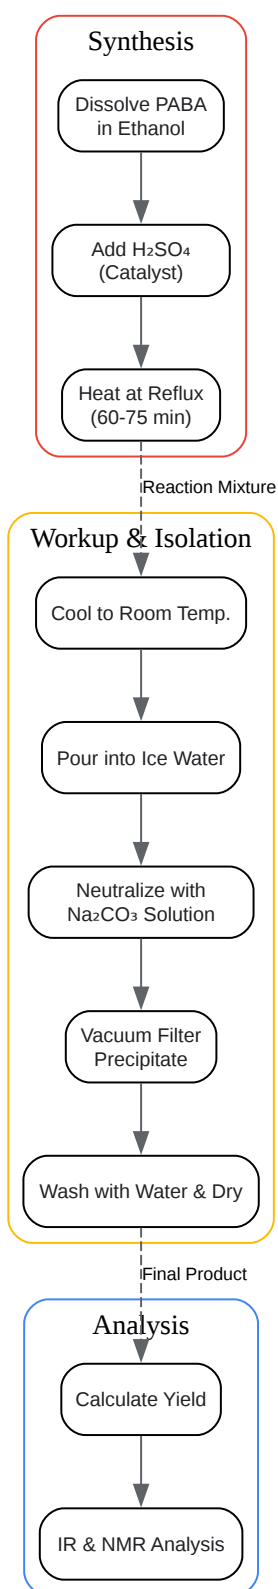 Synthesis
Dissolve PABA
in Ethanol
Add H₂SO₄
(Catalyst)
Heat at Reflux
(60-75 min)
Reaction Mixture
Workup & Isolation
Cool to Room Temp.
Pour into Ice Water
Neutralize with
Na₂CO₃ Solution
Vacuum Filter
Precipitate
Wash with Water & Dry
Final Product
Analysis
Calculate Yield
IR & NMR Analysis